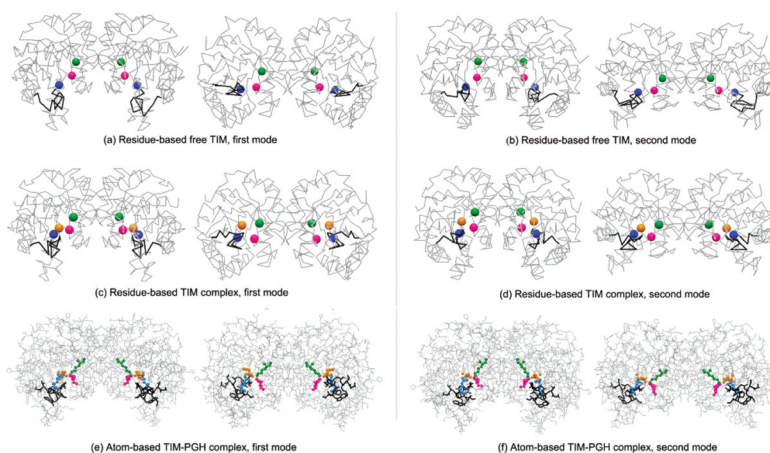 (a) Residue-based free TIM, first mode
(b) Residue-based free TIM, second mode
(c) Residue-based TIM complex, first mode
(d) Residue-based TIM complex, second mode
(e) Atom-based TIM-PGH complex, first mode
(f) Atom-based TIM-PGH complex, second mode